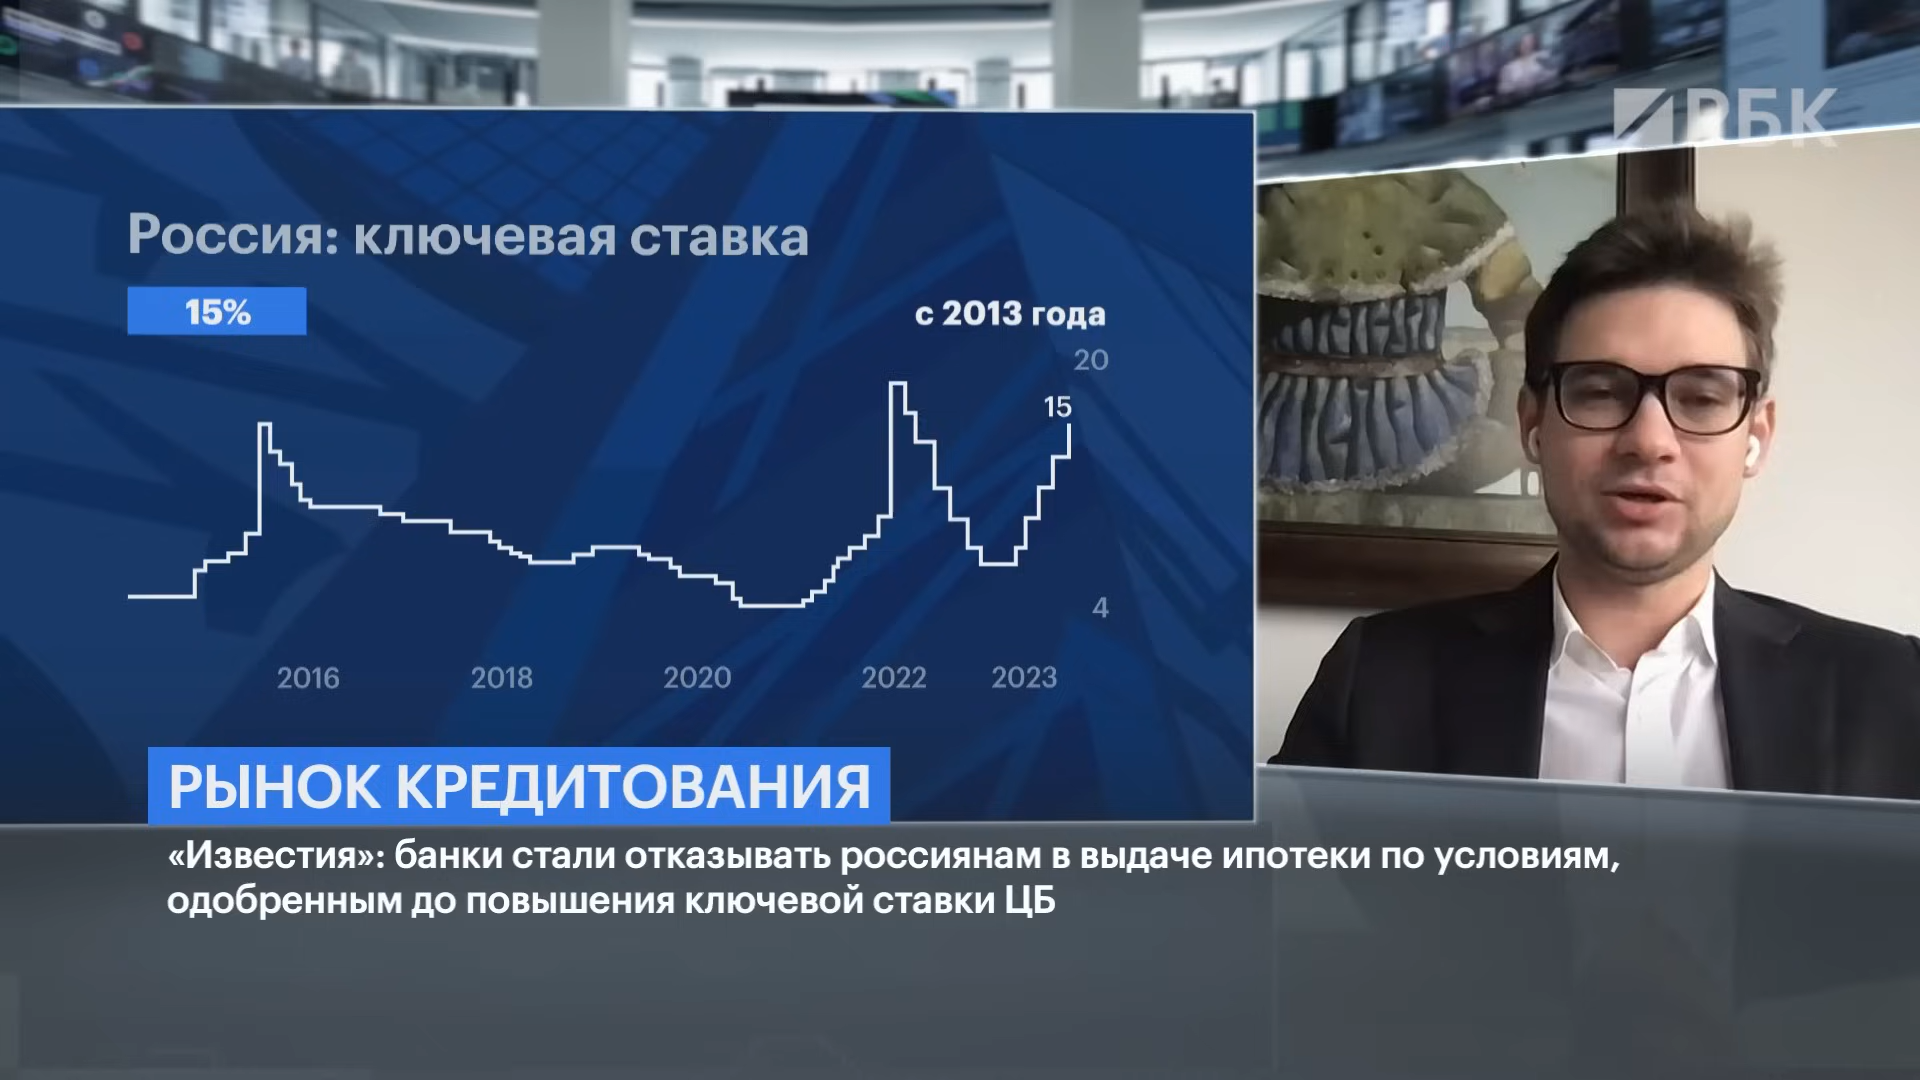 РБК
Россия: ключевая ставка
15%
с 2013 года
20
15
4
2016 2018 2020 2022 2023
РЫНОК КРЕДИТОВАНИЯ
«Известия»: банки стали отказывать россиянам в выдаче ипотеки по условиям,
одобренным до повышения ключевой ставки ЦБ